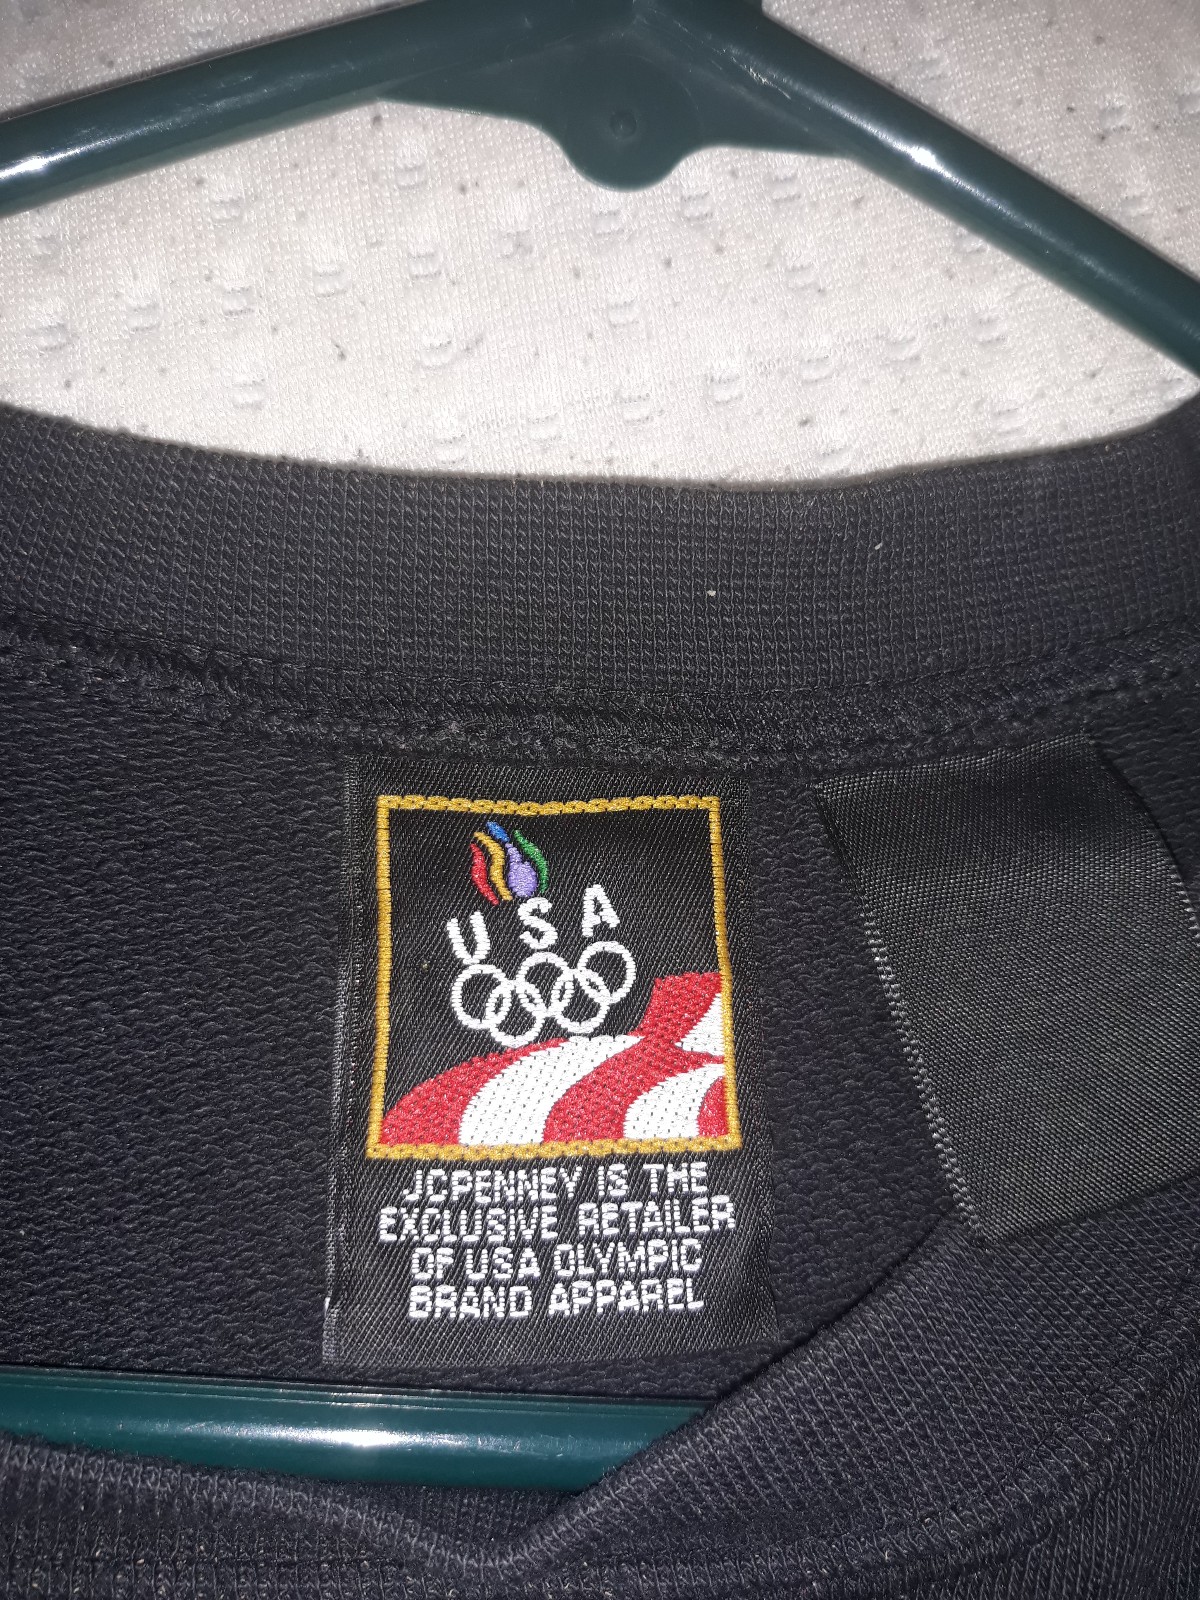 USA
JCPENNEY IS THE
EXCLUSIVE RETAILER
OF USA OLYMPIC
BRAND APPAREL